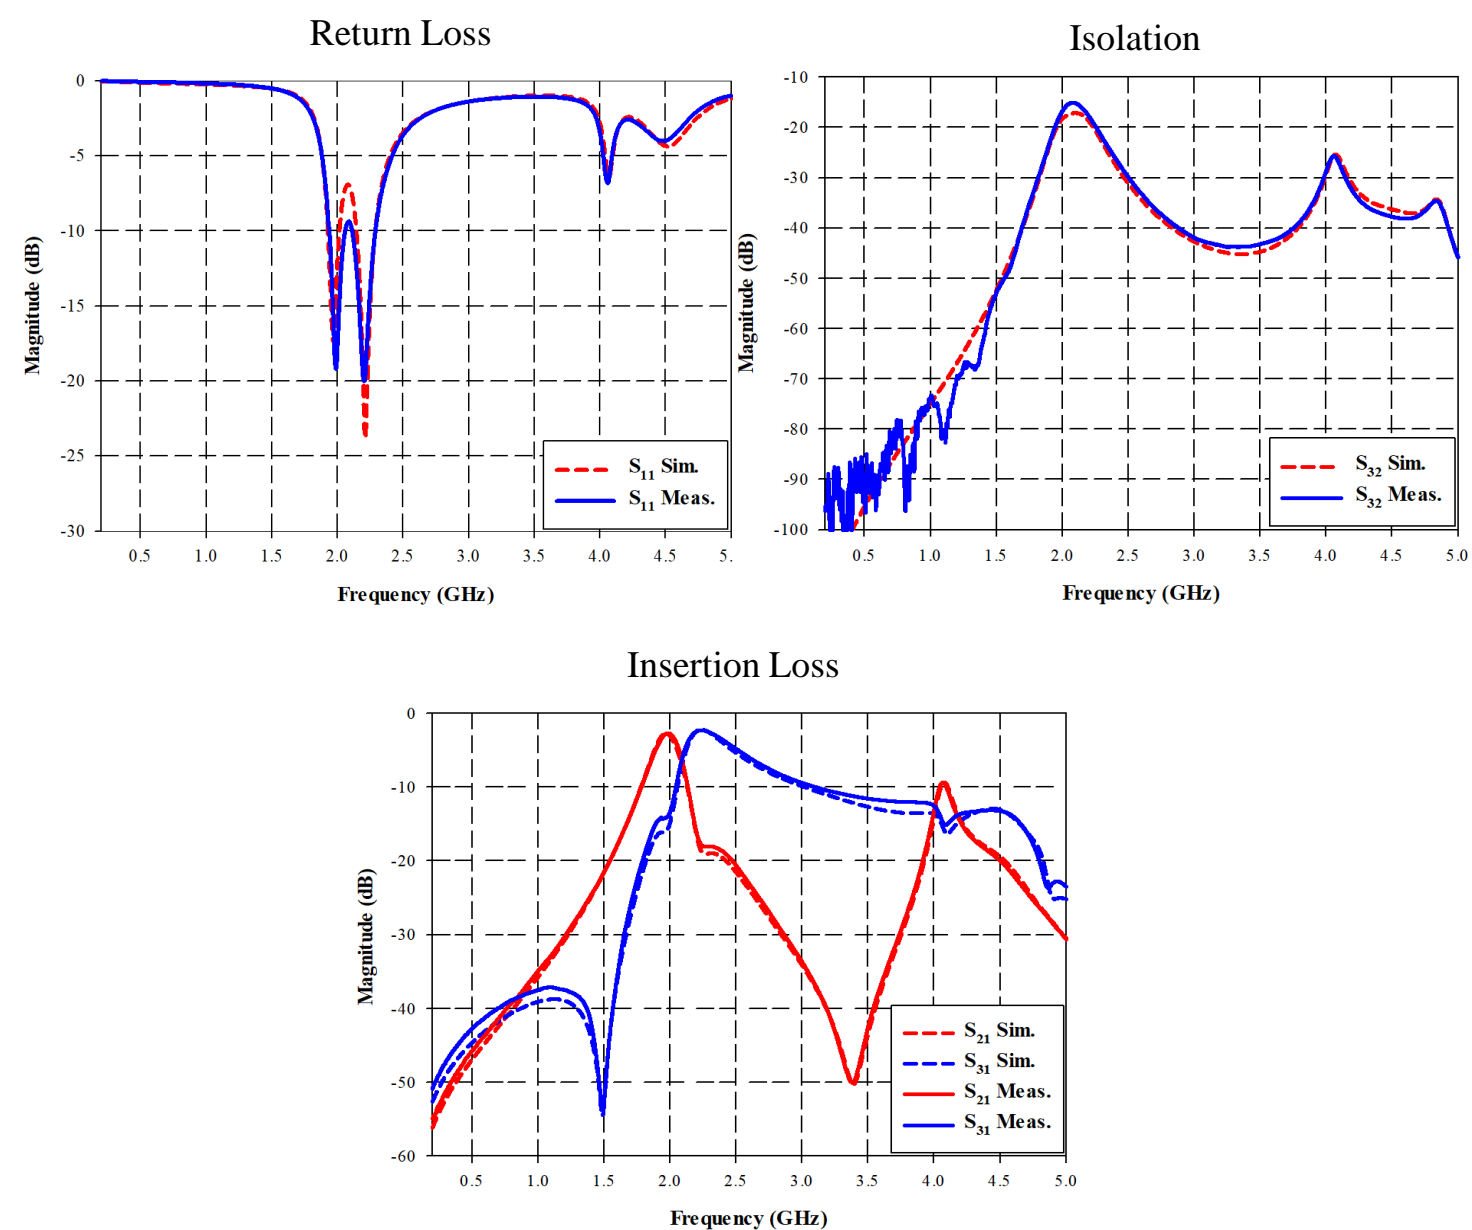 Return Loss
Magnitude (dB)
0
-5
-10
-15
-20
-25
-30
S11 Sim.
S11 Meas.
0.5 1.0 1.5 2.0 2.5 3.0 3.5 4.0 4.5 5.
Frequency (GHz)
Isolation
Magnitude (dB)
-10
-20
-30
-40
-50
-60
-70
-80
-90
-100
S32 Sim.
S32 Meas.
0.5 1.0 1.5 2.0 2.5 3.0 3.5 4.0 4.5 5.0
Frequency (GHz)
Insertion Loss
Magnitude (dB)
0
-10
-20
-30
-40
-50
-60
S21 Sim.
S31 Sim.
S21 Meas.
S31 Meas.
0.5 1.0 1.5 2.0 2.5 3.0 3.5 4.0 4.5 5.0
Frequency (GHz)